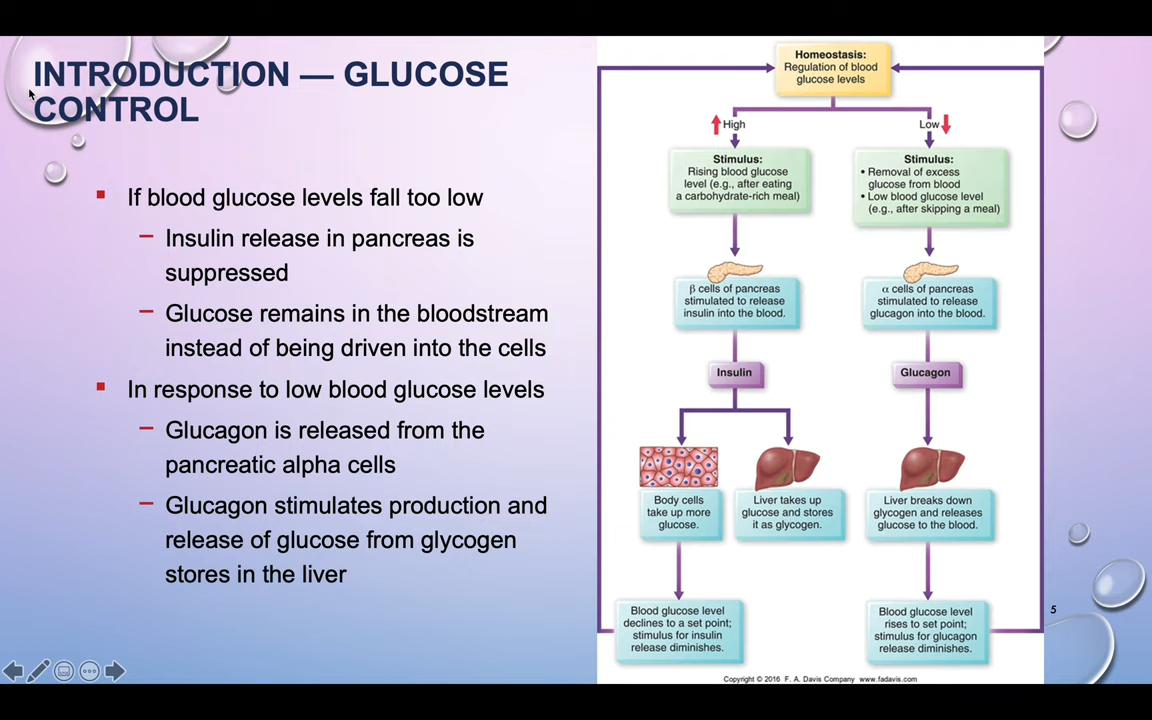 INTRODUCTION — GLUCOSE
CONTROL
If blood glucose levels fall too low
– Insulin release in pancreas is
suppressed
– Glucose remains in the bloodstream
instead of being driven into the cells
In response to low blood glucose levels
– Glucagon is released from the
pancreatic alpha cells
– Glucagon stimulates production and
release of glucose from glycogen
stores in the liver
Homeostasis:
Regulation of blood
glucose levels
High
Low
Stimulus:
Rising blood glucose
level (e.g., after eating
a carbohydrate-rich meal)
Stimulus:
• Removal of excess
glucose from blood
• Low blood glucose level
(e.g., after skipping a meal)
β cells of pancreas
stimulated to release
insulin into the blood.
α cells of pancreas
stimulated to release
glucagon into the blood.
Insulin
Glucagon
Body cells
take up more
glucose.
Liver takes up
glucose and stores
it as glycogen.
Liver breaks down
glycogen and releases
glucose to the blood.
Blood glucose level
declines to a set point;
stimulus for insulin
release diminishes.
Blood glucose level
rises to set point;
stimulus for glucagon
release diminishes.
5
Copyright © 2016 F. A. Davis Company www.fadavis.com